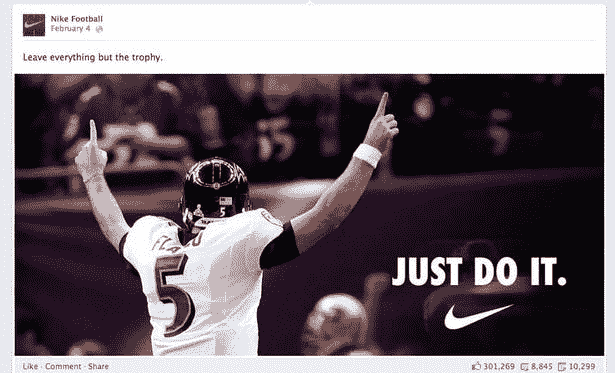 Nike Football
February 4
Leave everything but the trophy.
5
FLA
5
JUST DO IT.
Like · Comment · Share
301,269 8,845 10,299